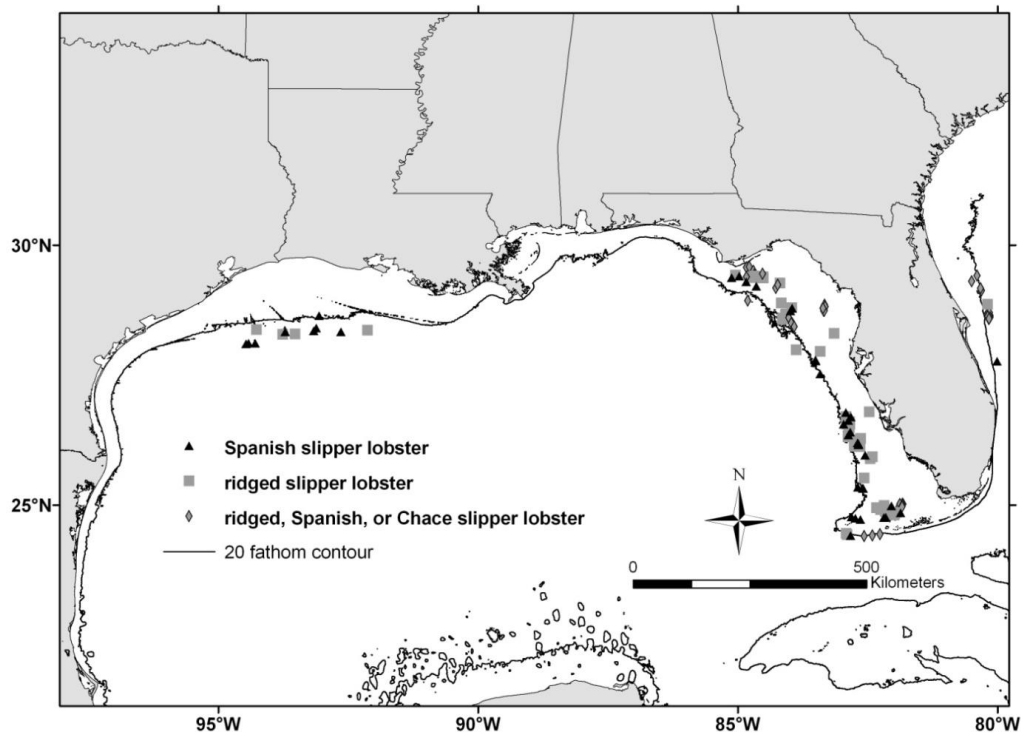 30°N
25°N
Spanish slipper lobster
ridged slipper lobster
ridged, Spanish, or Chace slipper lobster
20 fathom contour
N
0 500
Kilometers
95°W 90°W 85°W 80°W